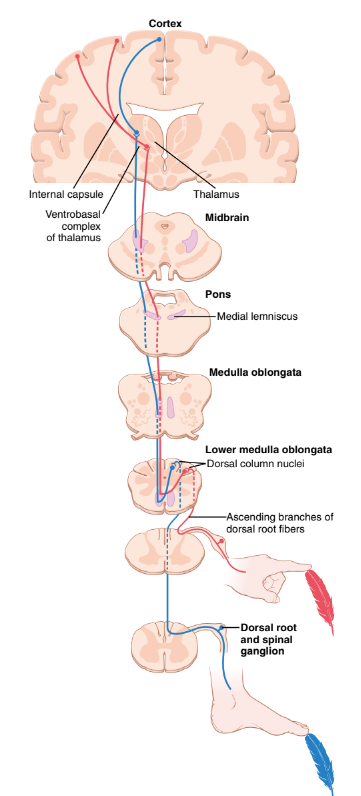 Cortex
Internal capsule
Thalamus
Ventrobasal
complex
of thalamus
Midbrain
Pons
Medial lemniscus
Medulla oblongata
Lower medulla oblongata
Dorsal column nuclei
Ascending branches of
dorsal root fibers
Dorsal root
and spinal
ganglion